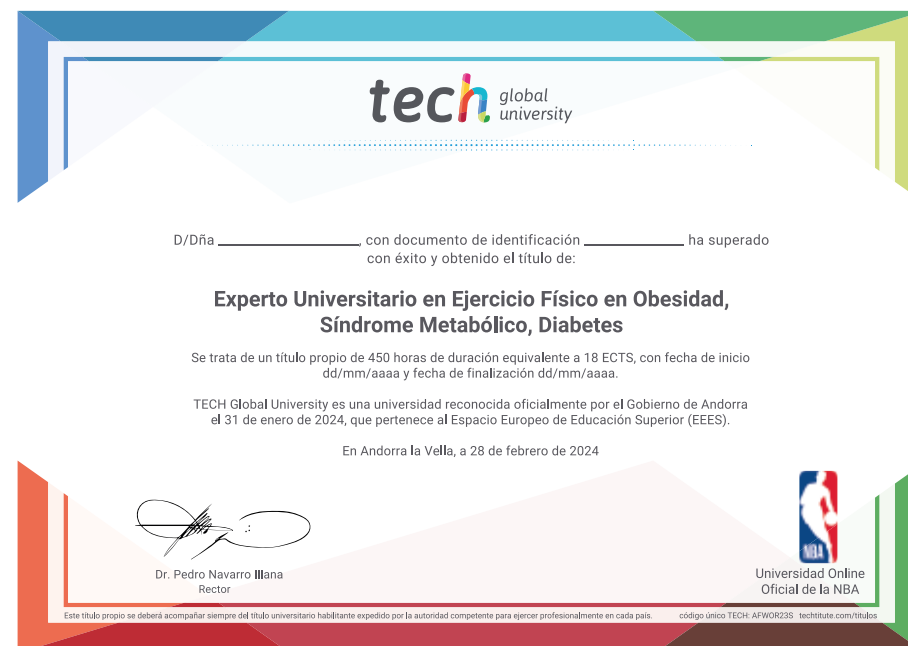 tech global university
D/Dña ____________________, con documento de identificación ______________ ha superado
con éxito y obtenido el título de:
Experto Universitario en Ejercicio Físico en Obesidad,
Síndrome Metabólico, Diabetes
Se trata de un título propio de 450 horas de duración equivalente a 18 ECTS, con fecha de inicio
dd/mm/aaaa y fecha de finalización dd/mm/aaaa.
TECH Global University es una universidad reconocida oficialmente por el Gobierno de Andorra
el 31 de enero de 2024, que pertenece al Espacio Europeo de Educación Superior (EEES).
En Andorra la Vella, a 28 de febrero de 2024
NBA
Dr. Pedro Navarro Illana
Rector
Universidad Online
Oficial de la NBA
Este título propio se deberá acompañar siempre del título universitario habilitante expedido por la autoridad competente para ejercer profesionalmente en cada país.
código único TECH: AFWOR23S techtitute.com/titulos